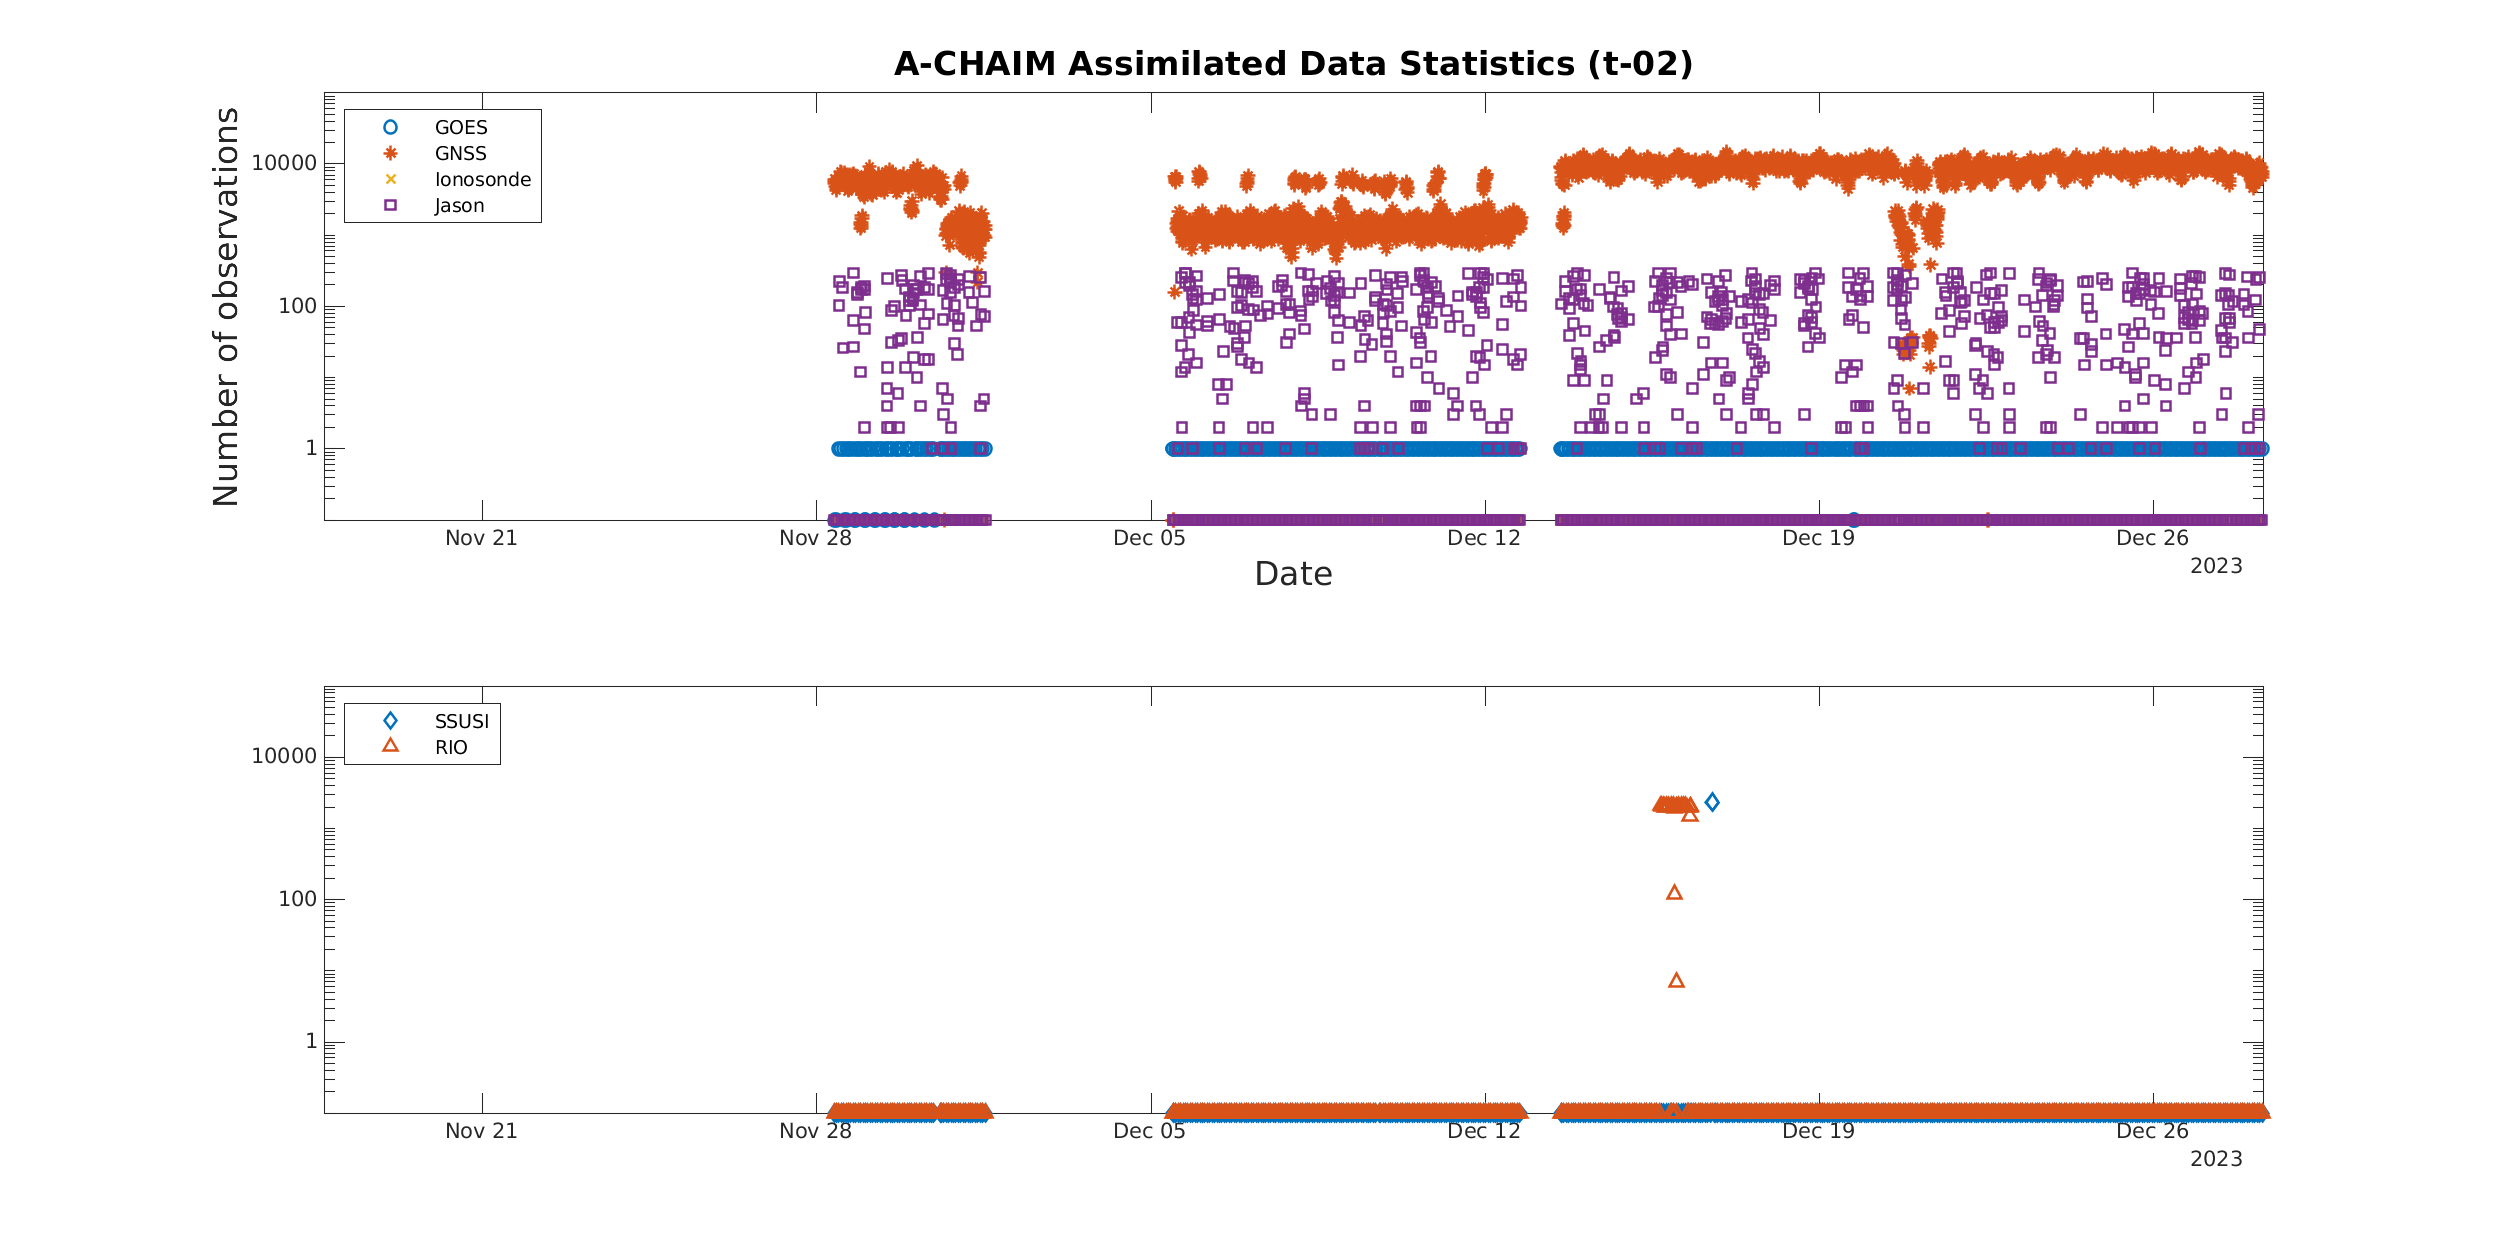 A-CHAIM Assimilated Data Statistics (t-02)
Number of observations
10000
100
1
GOES
GNSS
Ionosonde
Jason
Nov 21 Nov 28 Dec 05 Dec 12 Dec 19 Dec 26
2023
Date
10000
100
1
SSUSI
RIO
Nov 21 Nov 28 Dec 05 Dec 12 Dec 19 Dec 26
2023